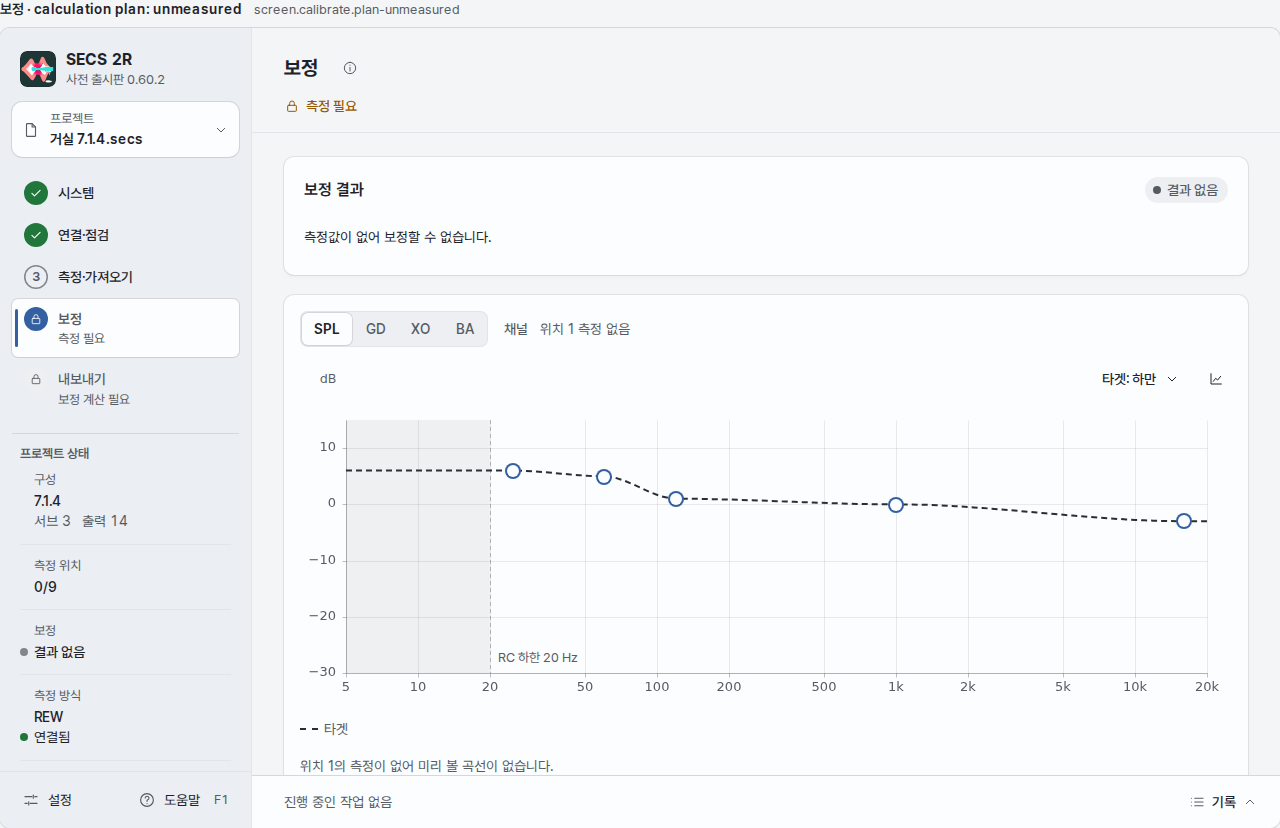 보정 · calculation plan: unmeasured screen.calibrate.plan-unmeasured
SECS 2R
사전 출시판 0.60.2
프로젝트
거실 7.1.4.secs
시스템
연결·점검
3 측정·가져오기
보정
측정 필요
내보내기
보정 계산 필요
프로젝트 상태
구성
7.1.4
서브 3 출력 14
측정 위치
0/9
보정
결과 없음
측정 방식
REW
연결됨
설정 도움말 F1
보정
측정 필요
보정 결과 결과 없음
측정값이 없어 보정할 수 없습니다.
SPL GD XO BA 채널 위치 1 측정 없음
dB 타겟: 하만
10
0
−10
−20
−30
RC 하한 20 Hz
5 10 20 50 100 200 500 1k 2k 5k 10k 20k
타겟
위치 1의 측정이 없어 미리 볼 곡선이 없습니다.
진행 중인 작업 없음 기록